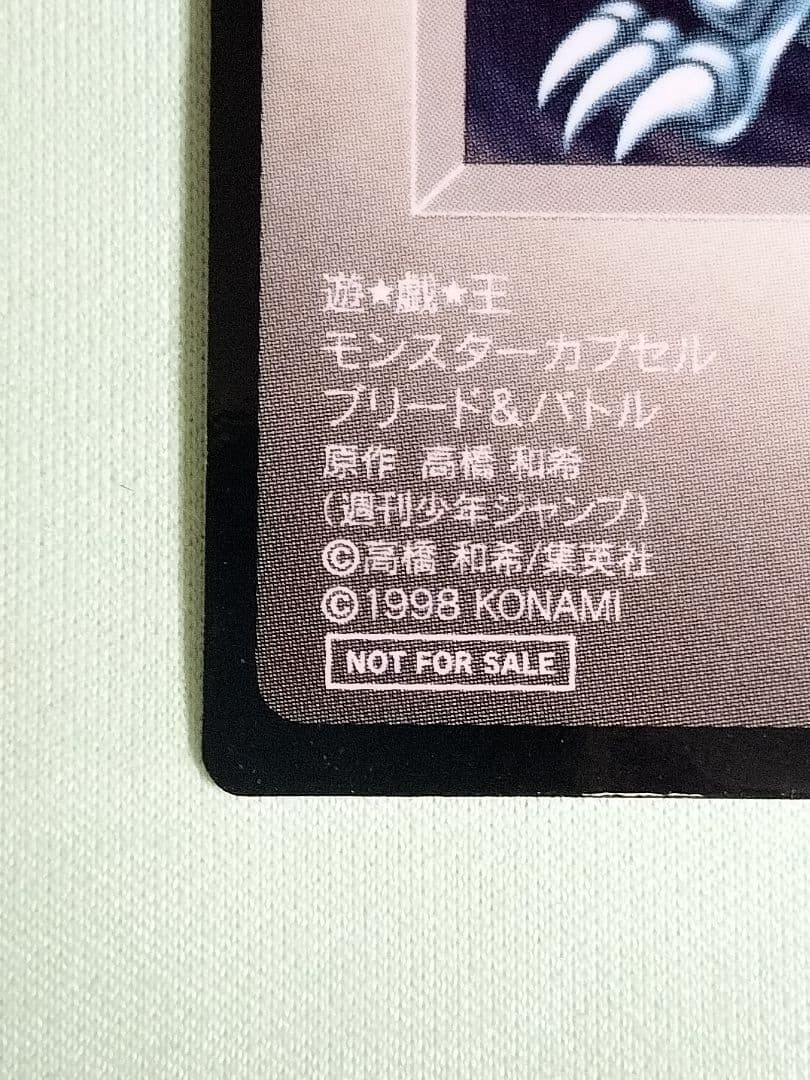 遊★戯★王
モンスターカプセル
ブリード&バトル
原作 高橋 和希
(週刊少年ジャンプ)
©高橋 和希/集英社
©1998 KONAMI
NOT FOR SALE